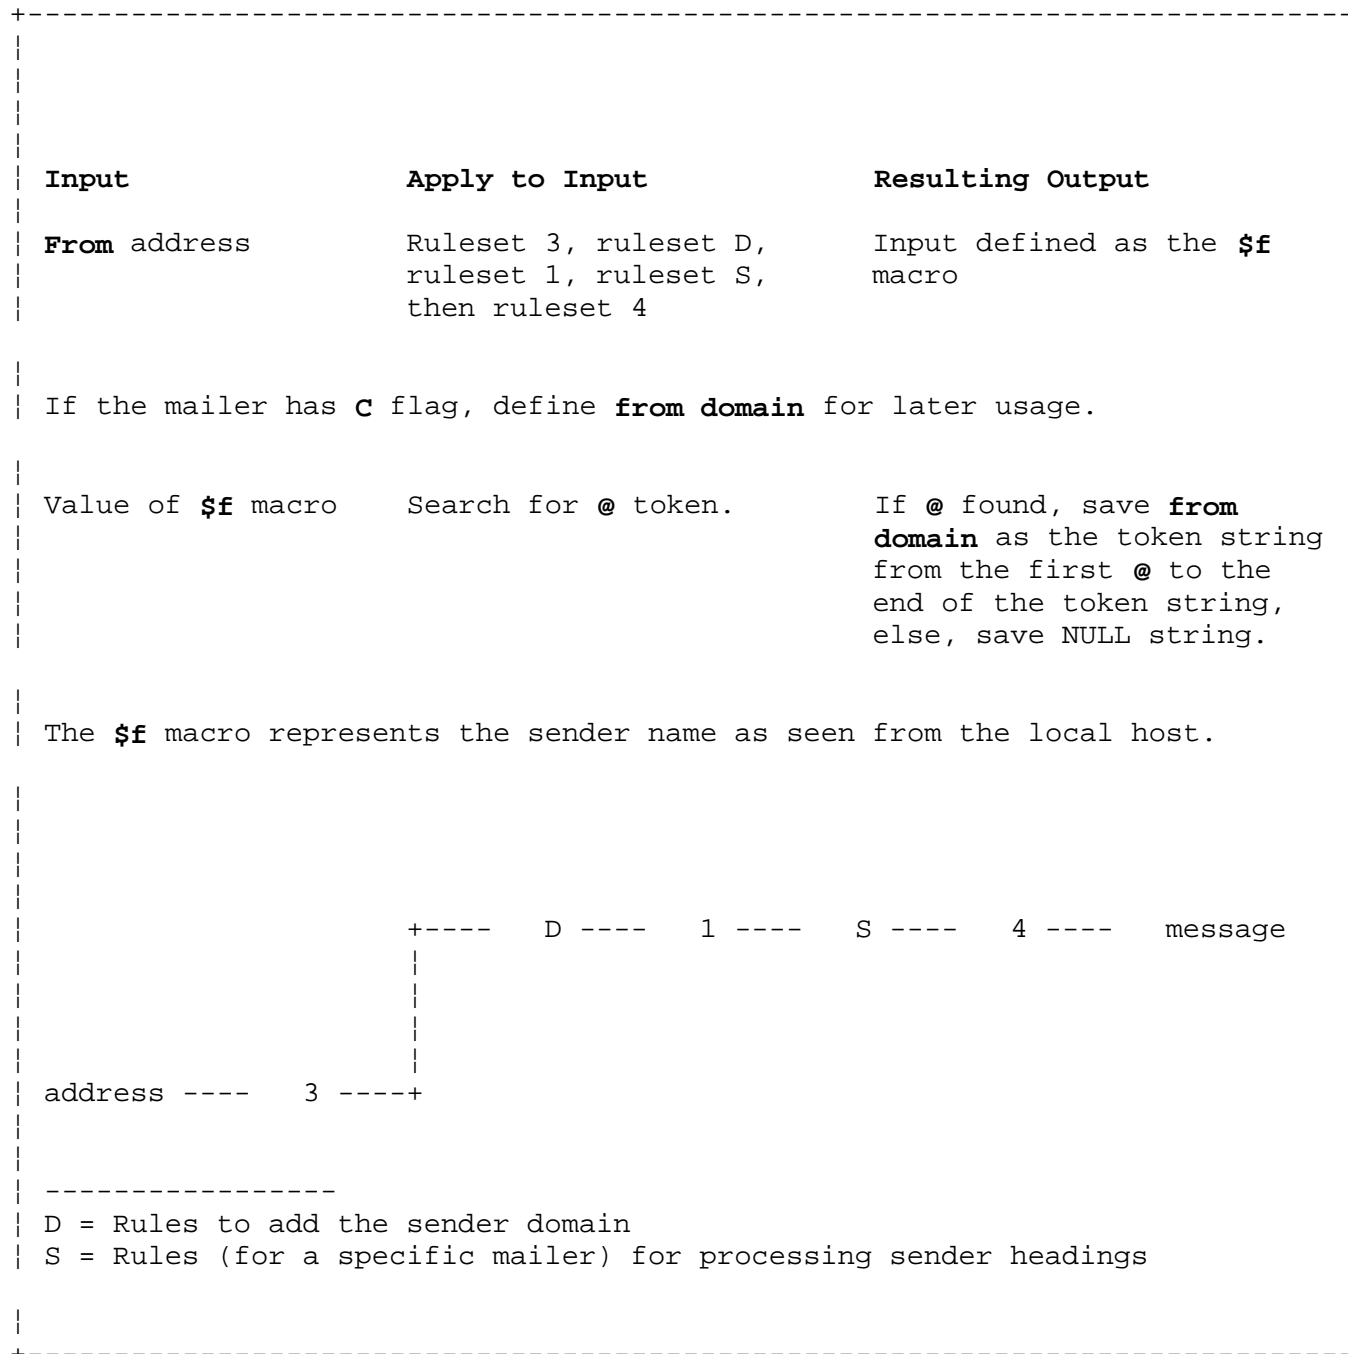 Input Apply to Input Resulting Output
From address Ruleset 3, ruleset D, Input defined as the $f
ruleset 1, ruleset S, macro
then ruleset 4
If the mailer has C flag, define from domain for later usage.
Value of $f macro Search for @ token. If @ found, save from
domain as the token string
from the first @ to the
end of the token string,
else, save NULL string.
The $f macro represents the sender name as seen from the local host.
+---- D ---- 1 ---- S ---- 4 ---- message
address ---- 3 ----+
-----------------
D = Rules to add the sender domain
S = Rules (for a specific mailer) for processing sender headings